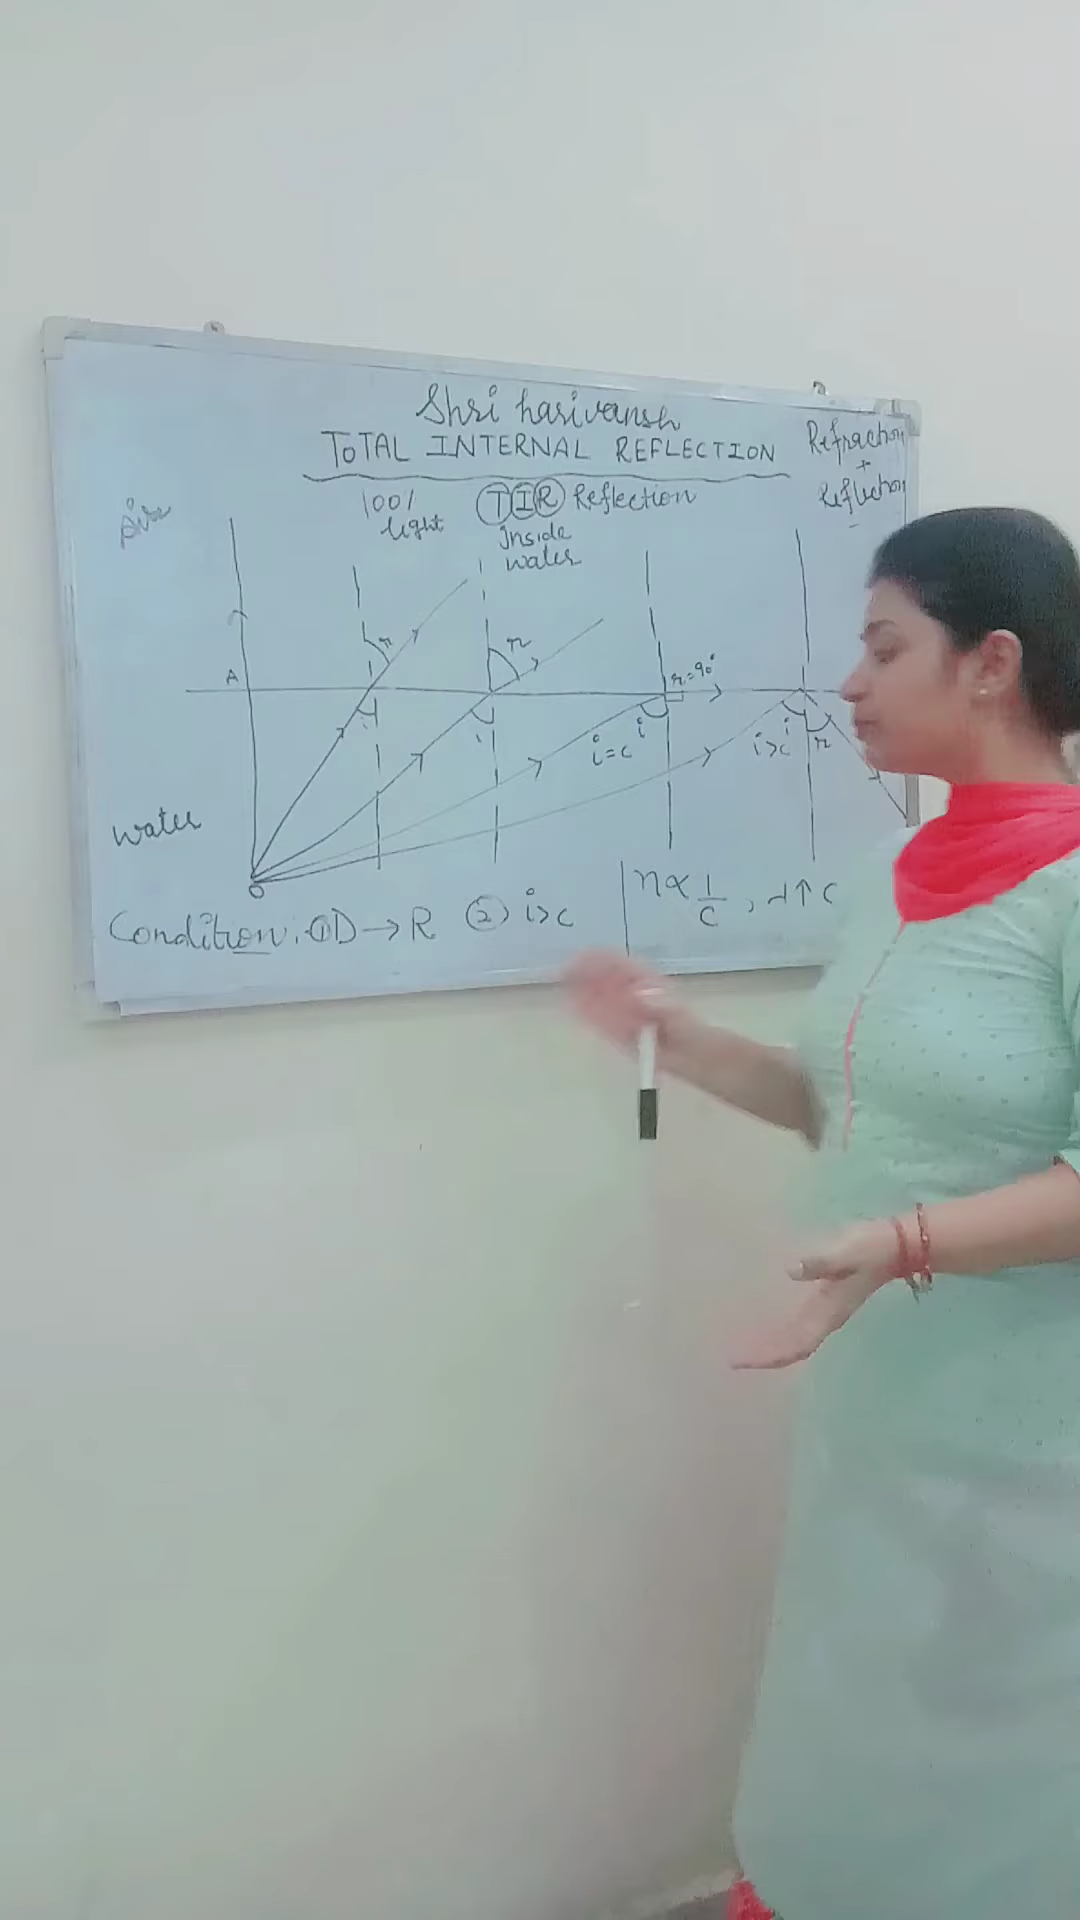 Shri harivansh
TOTAL INTERNAL REFLECTION
Refraction
+
Reflection
100%
light
TIR Reflection
Inside
water
Air
r
r
A
r=90°
i
i
i
i=c
i>c
i
r
water
O
Condition: ① D → R ② i>c
n ∝ 1/C , λ↑ C